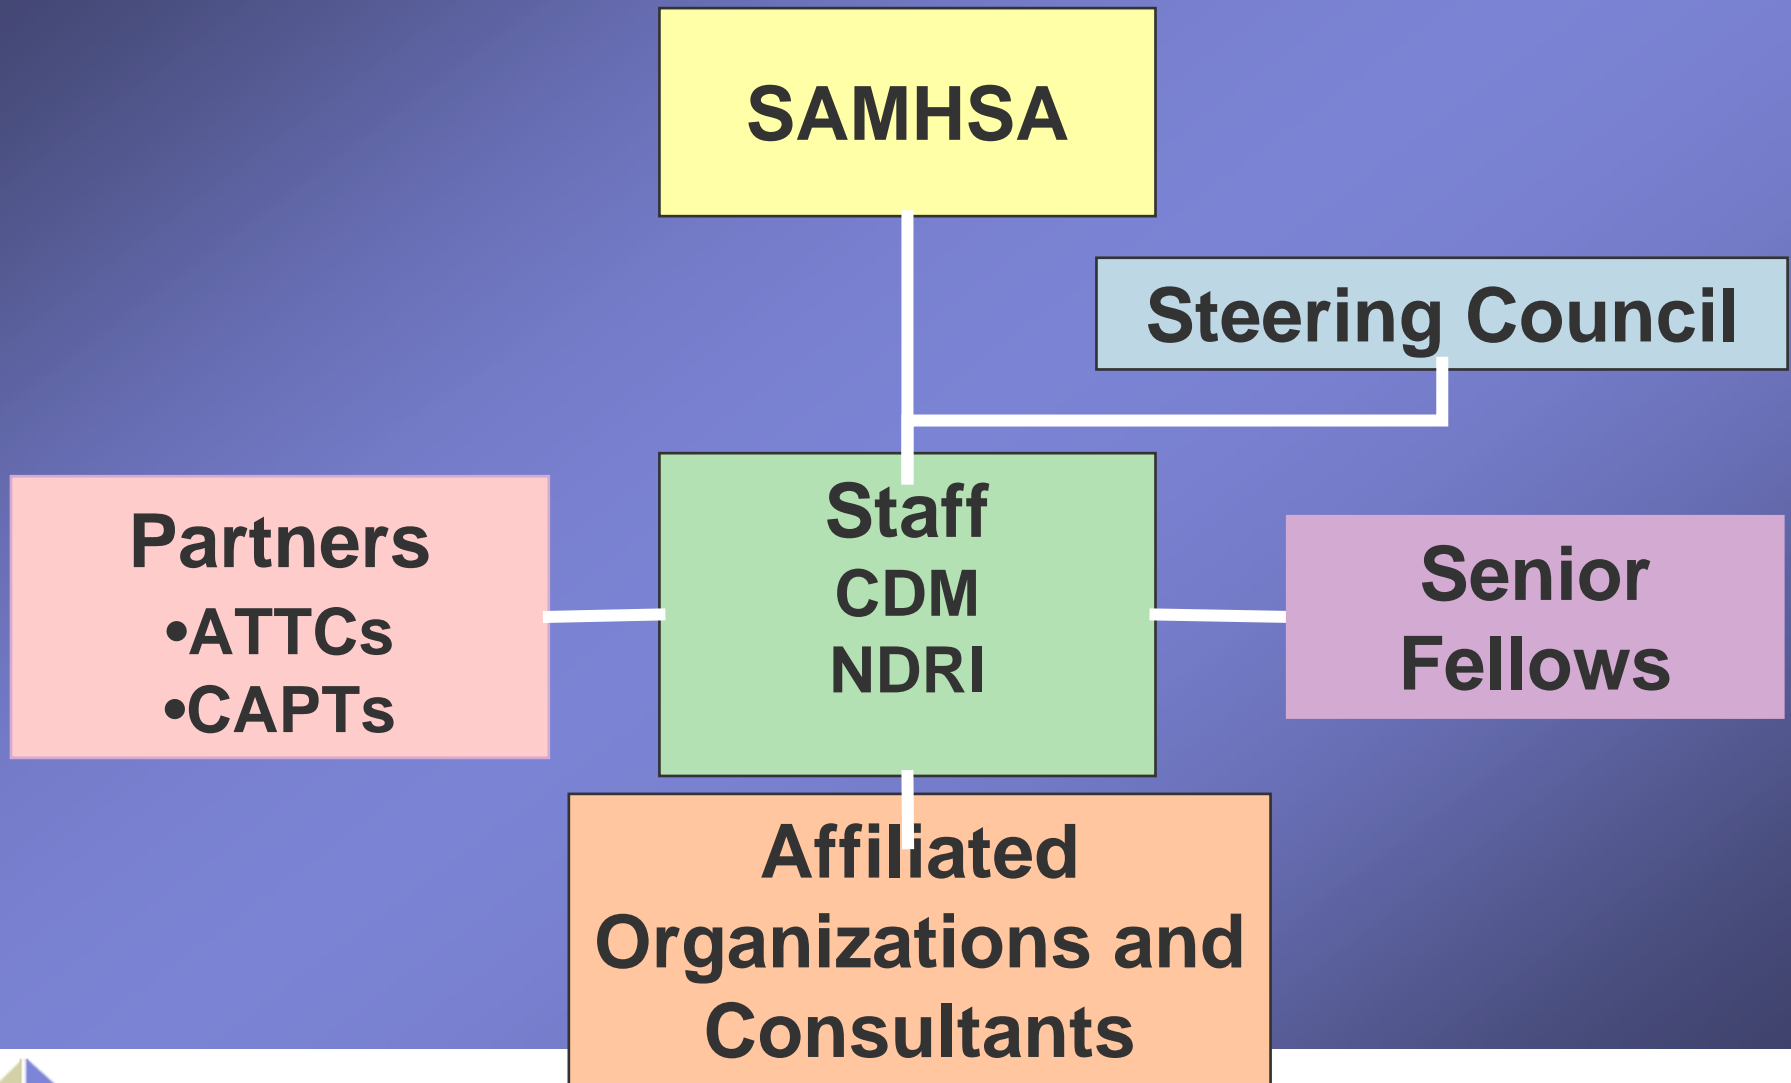 SAMHSA
Steering Council
Partners
•ATTCs
•CAPTs
Staff
CDM
NDRI
Senior
Fellows
Affiliated
Organizations and
Consultants